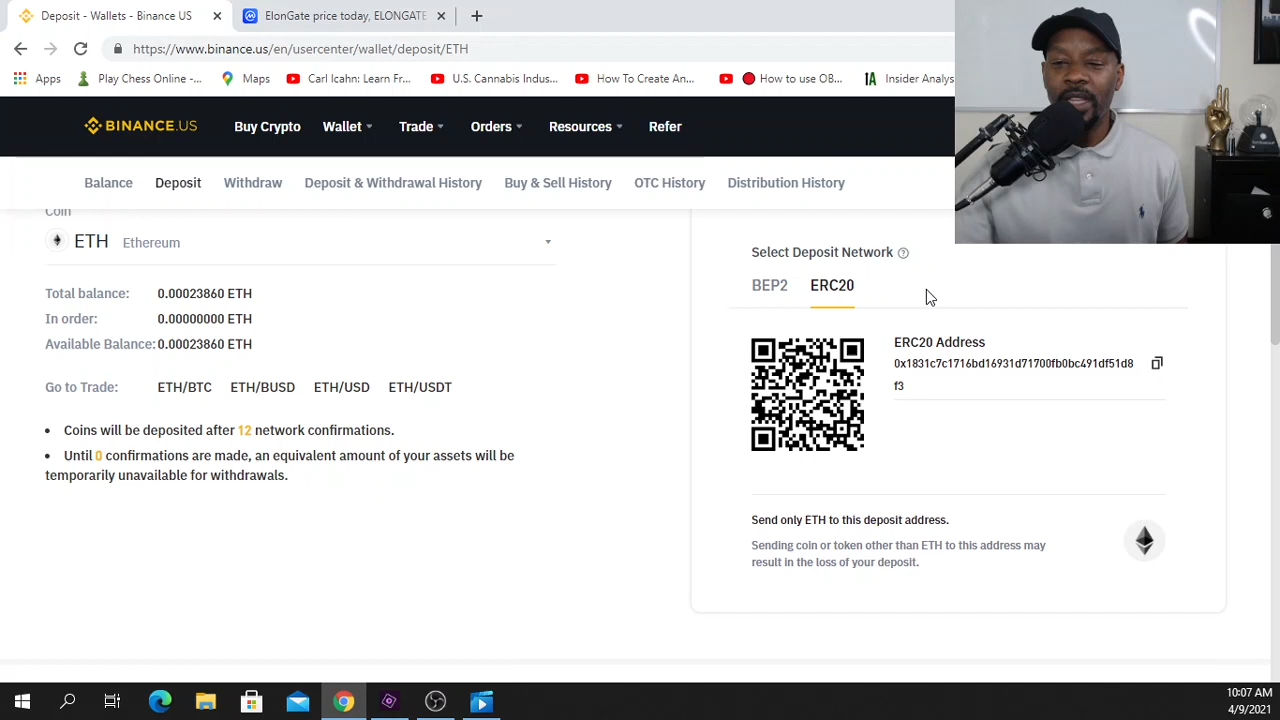 Deposit - Wallets - Binance US
ElonGate price today, ELONGATE
https://www.binance.us/en/usercenter/wallet/deposit/ETH
Apps Play Chess Online -... Maps Carl Icahn: Learn Fr... U.S. Cannabis Indus... How To Create An... How to use OB... IA Insider Analys
BINANCE.US Buy Crypto Wallet Trade Orders Resources Refer
Balance Deposit Withdraw Deposit & Withdrawal History Buy & Sell History OTC History Distribution History
Coin
ETH Ethereum
Total balance: 0.00023860 ETH
In order: 0.00000000 ETH
Available Balance: 0.00023860 ETH
Go to Trade: ETH/BTC ETH/BUSD ETH/USD ETH/USDT
• Coins will be deposited after 12 network confirmations.
• Until 0 confirmations are made, an equivalent amount of your assets will be
temporarily unavailable for withdrawals.
Select Deposit Network ?
BEP2 ERC20
ERC20 Address
0x1831c7c1716bd16931d71700fb0bc491df51d8
f3
Send only ETH to this deposit address.
Sending coin or token other than ETH to this address may
result in the loss of your deposit.
10:07 AM
4/9/2021